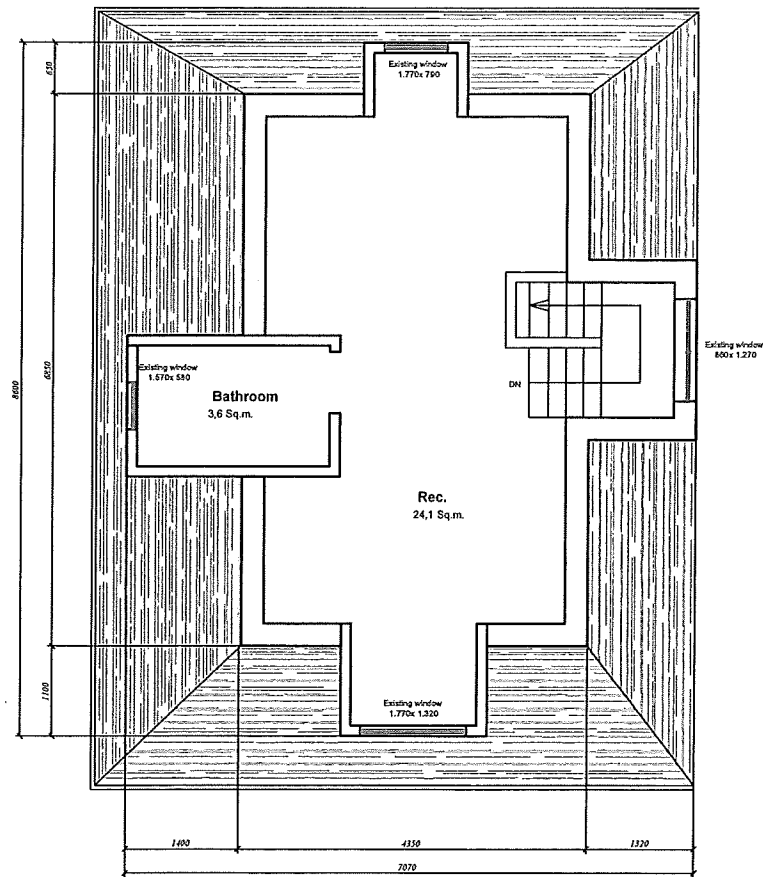 Existing window
1.770x 790
650
Existing window
860x 1.270
Existing window
1.570x 580
Bathroom
3,6 Sq.m.
DN
8600
6850
Rec.
24,1 Sq.m.
Existing window
1.770x 1.320
1100
1400
4350
1320
7070